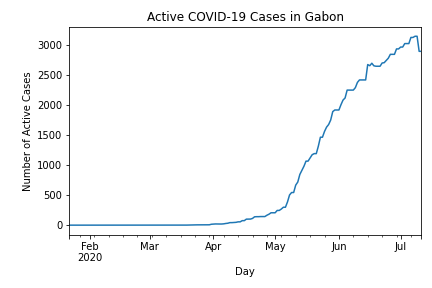 Active COVID-19 Cases in Gabon
Number of Active Cases
3000
2500
2000
1500
1000
500
0
Feb Mar Apr May Jun Jul
2020
Day